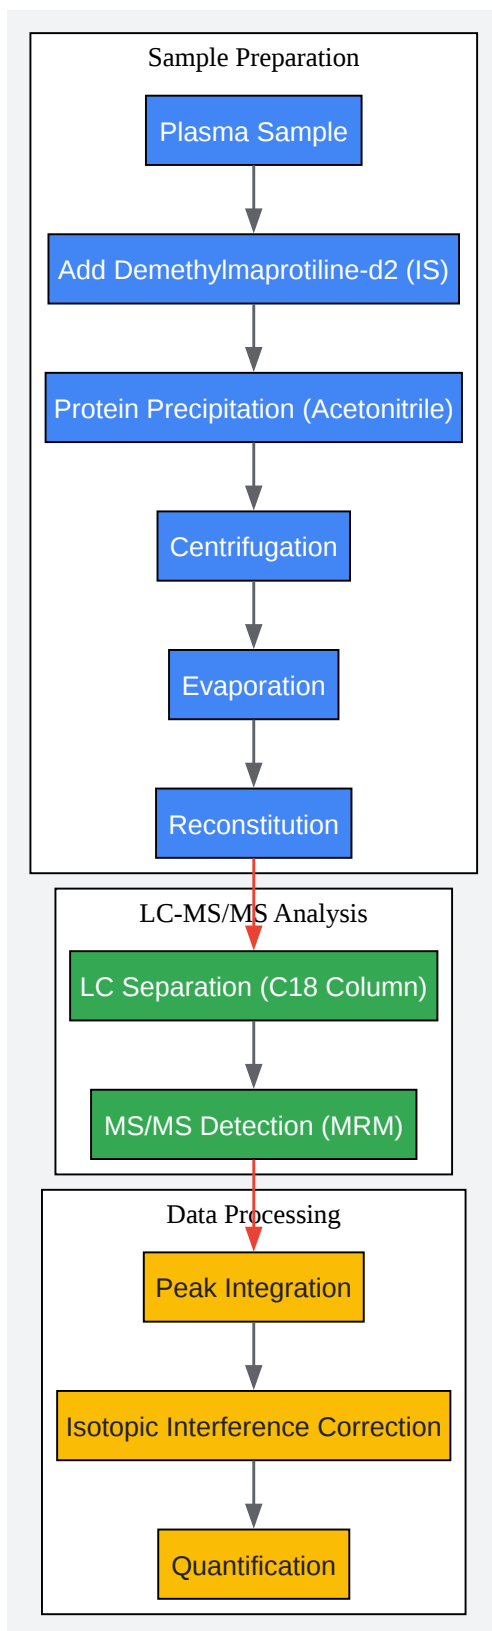 Sample Preparation
Plasma Sample
Add Demethylmaprotiline-d2 (IS)
Protein Precipitation (Acetonitrile)
Centrifugation
Evaporation
Reconstitution
LC-MS/MS Analysis
LC Separation (C18 Column)
MS/MS Detection (MRM)
Data Processing
Peak Integration
Isotopic Interference Correction
Quantification